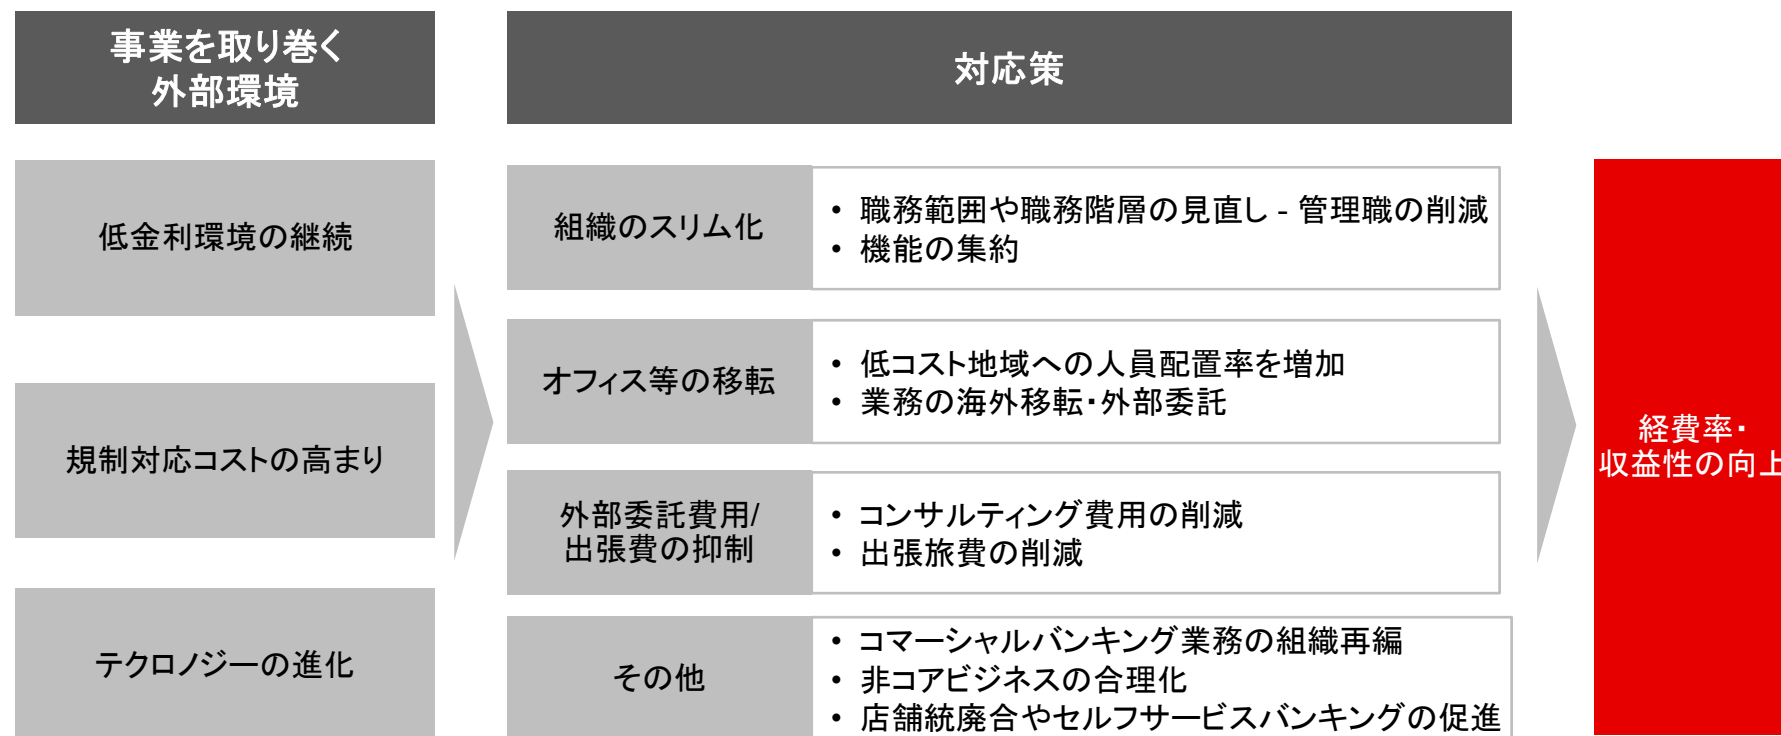 事業を取り巻く
外部環境
対応策
低金利環境の継続
規制対応コストの高まり
テクロノジーの進化
組織のスリム化
• 職務範囲や職務階層の見直し - 管理職の削減
• 機能の集約
オフィス等の移転
• 低コスト地域への人員配置率を増加
• 業務の海外移転・外部委託
外部委託費用/
出張費の抑制
• コンサルティング費用の削減
• 出張旅費の削減
その他
• コマーシャルバンキング業務の組織再編
• 非コアビジネスの合理化
• 店舗統廃合やセルフサービスバンキングの促進
経費率・
収益性の向上